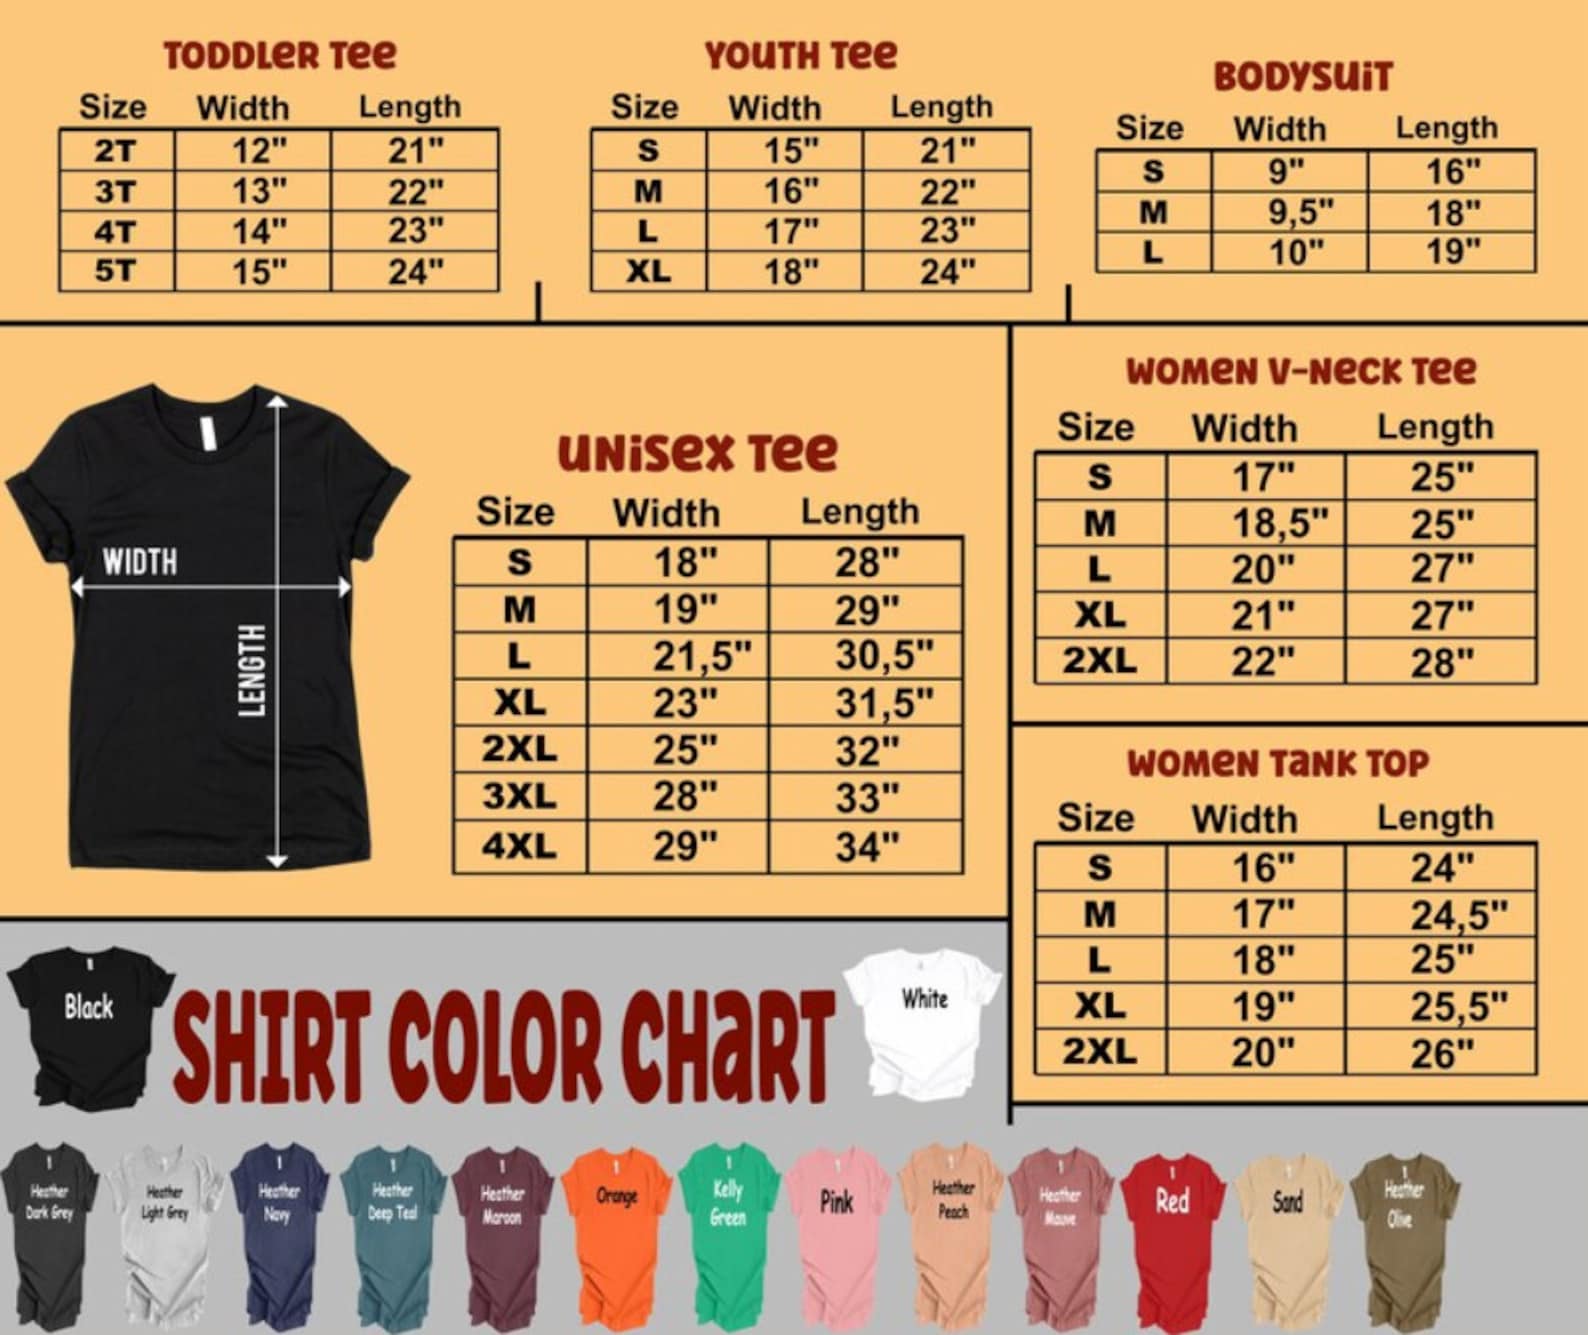 TODDLER TEE
Size Width Length
2T 12" 21"
3T 13" 22"
4T 14" 23"
5T 15" 24"
YOUTH TEE
Size Width Length
S 15" 21"
M 16" 22"
L 17" 23"
XL 18" 24"
BODYSUIT
Size Width Length
S 9" 16"
M 9,5" 18"
L 10" 19"
WIDTH
LENGTH
UNISEX TEE
Size Width Length
S 18" 28"
M 19" 29"
L 21,5" 30,5"
XL 23" 31,5"
2XL 25" 32"
3XL 28" 33"
4XL 29" 34"
WOMEN V-NECK TEE
Size Width Length
S 17" 25"
M 18,5" 25"
L 20" 27"
XL 21" 27"
2XL 22" 28"
WOMEN TANK TOP
Size Width Length
S 16" 24"
M 17" 24,5"
L 18" 25"
XL 19" 25,5"
2XL 20" 26"
Black
SHIRT COLOR CHART
White
Heather
Dark Grey
Heather
Light Grey
Heather
Navy
Heather
Deep Teal
Heather
Maroon
Orange
Kelly
Green
Pink
Heather
Peach
Heather
Mauve
Red
Sand
Heather
Olive